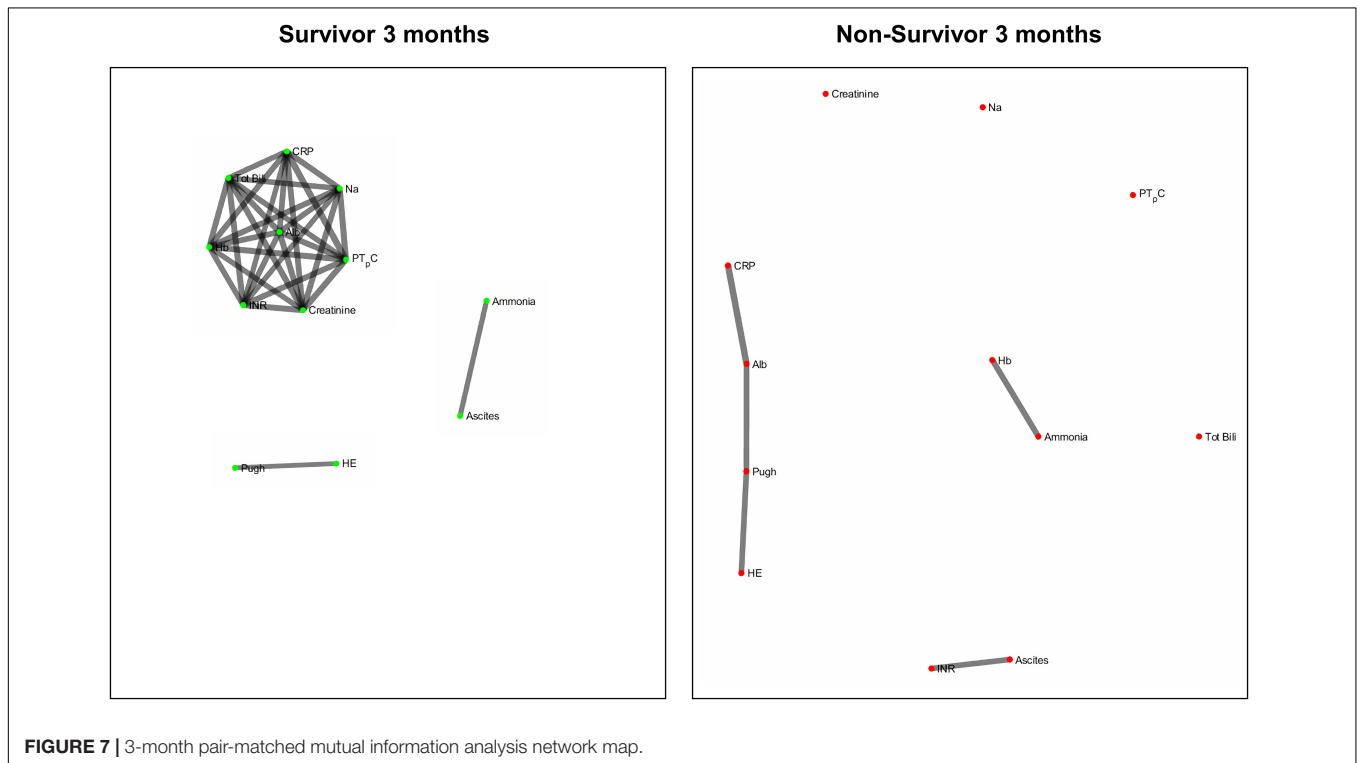 Survivor 3 months
Non-Survivor 3 months
CRP
Tot Bili
Na
Alb
Hb
PT_pC
INR
Creatinine
Ammonia
Ascites
Pugh
HE
Creatinine
Na
PT_pC
CRP
Alb
Hb
Ammonia
Tot Bili
Pugh
HE
INR
Ascites
FIGURE 7 | 3-month pair-matched mutual information analysis network map.